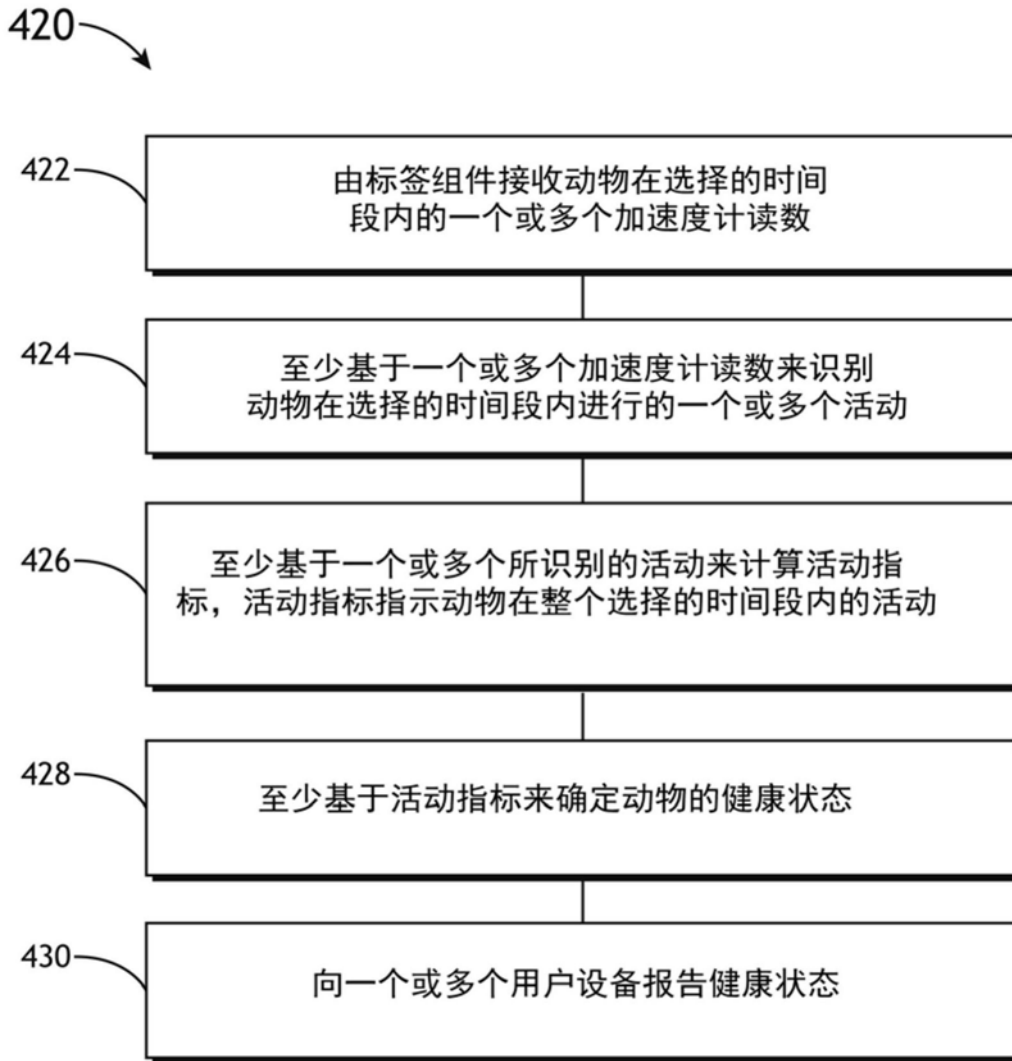 420
422
由标签组件接收动物在选择的时间
段内的一个或多个加速度计读数
424
至少基于一个或多个加速度计读数来识别
动物在选择的时间段内进行的一个或多个活动
426
至少基于一个或多个所识别的活动来计算活动指
标，活动指标指示动物在整个选择的时间段内的活动
428
至少基于活动指标来确定动物的健康状态
430
向一个或多个用户设备报告健康状态